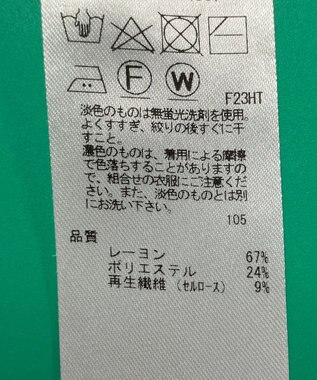 F
W
F23HT
淡色のものは無蛍光洗剤を使用。
よくすすぎ、絞りの後すぐに干
すこと。
濃色のものは、着用による摩擦
で色落ちすることがありますの
で、組合せの衣服にご注意くださ
い。また、淡色のものとは別
にお洗い下さい。
105
品質
レーヨン 67%
ポリエステル 24%
再生繊維（セルロース） 9%